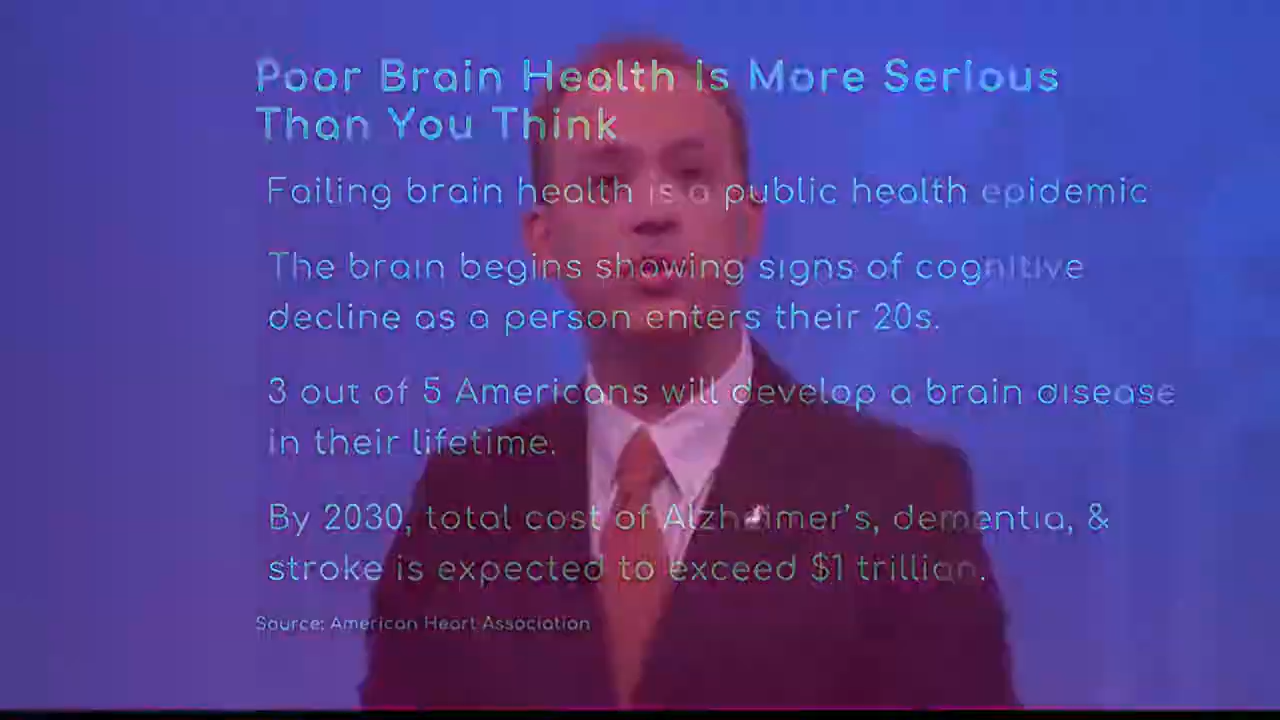 Poor Brain Health Is More Serious
Than You Think
Failing brain health is a public health epidemic
The brain begins showing signs of cognitive
decline as a person enters their 20s.
3 out of 5 Americans will develop a brain disease
in their lifetime.
By 2030, total cost of Alzheimer's, dementia, &
stroke is expected to exceed $1 trillion.
Source: American Heart Association